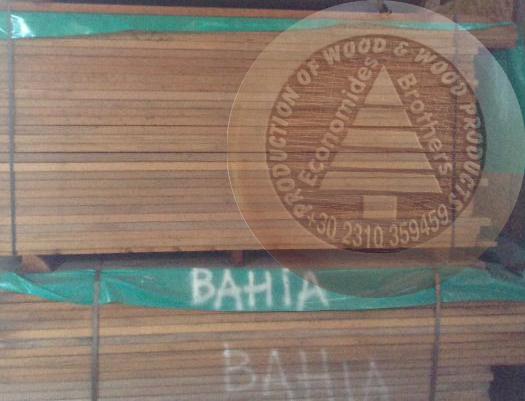 PRODUCTION OF WOOD & WOOD PRODUCTS
Economides
Brothers
+30 2310 359459
BAHIA
BAHIA